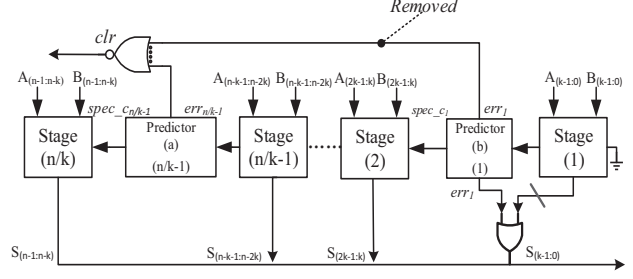 Removed
clr
A(n-1:n-k) B(n-1:n-k) A(n-k-1:n-2k) B(n-k-1:n-2k) A(2k-1:k) B(2k-1:k) A(k-1:0) B(k-1:0)
spec_cn/k-1 errn/k-1 spec_c1 err1
Stage
(n/k)
Predictor
(a)
(n/k-1)
Stage
(n/k-1)
Stage
(2)
Predictor
(b)
(1)
Stage
(1)
err1
S(n-1:n-k) S(n-k-1:n-2k) S(2k-1:k) S(k-1:0)